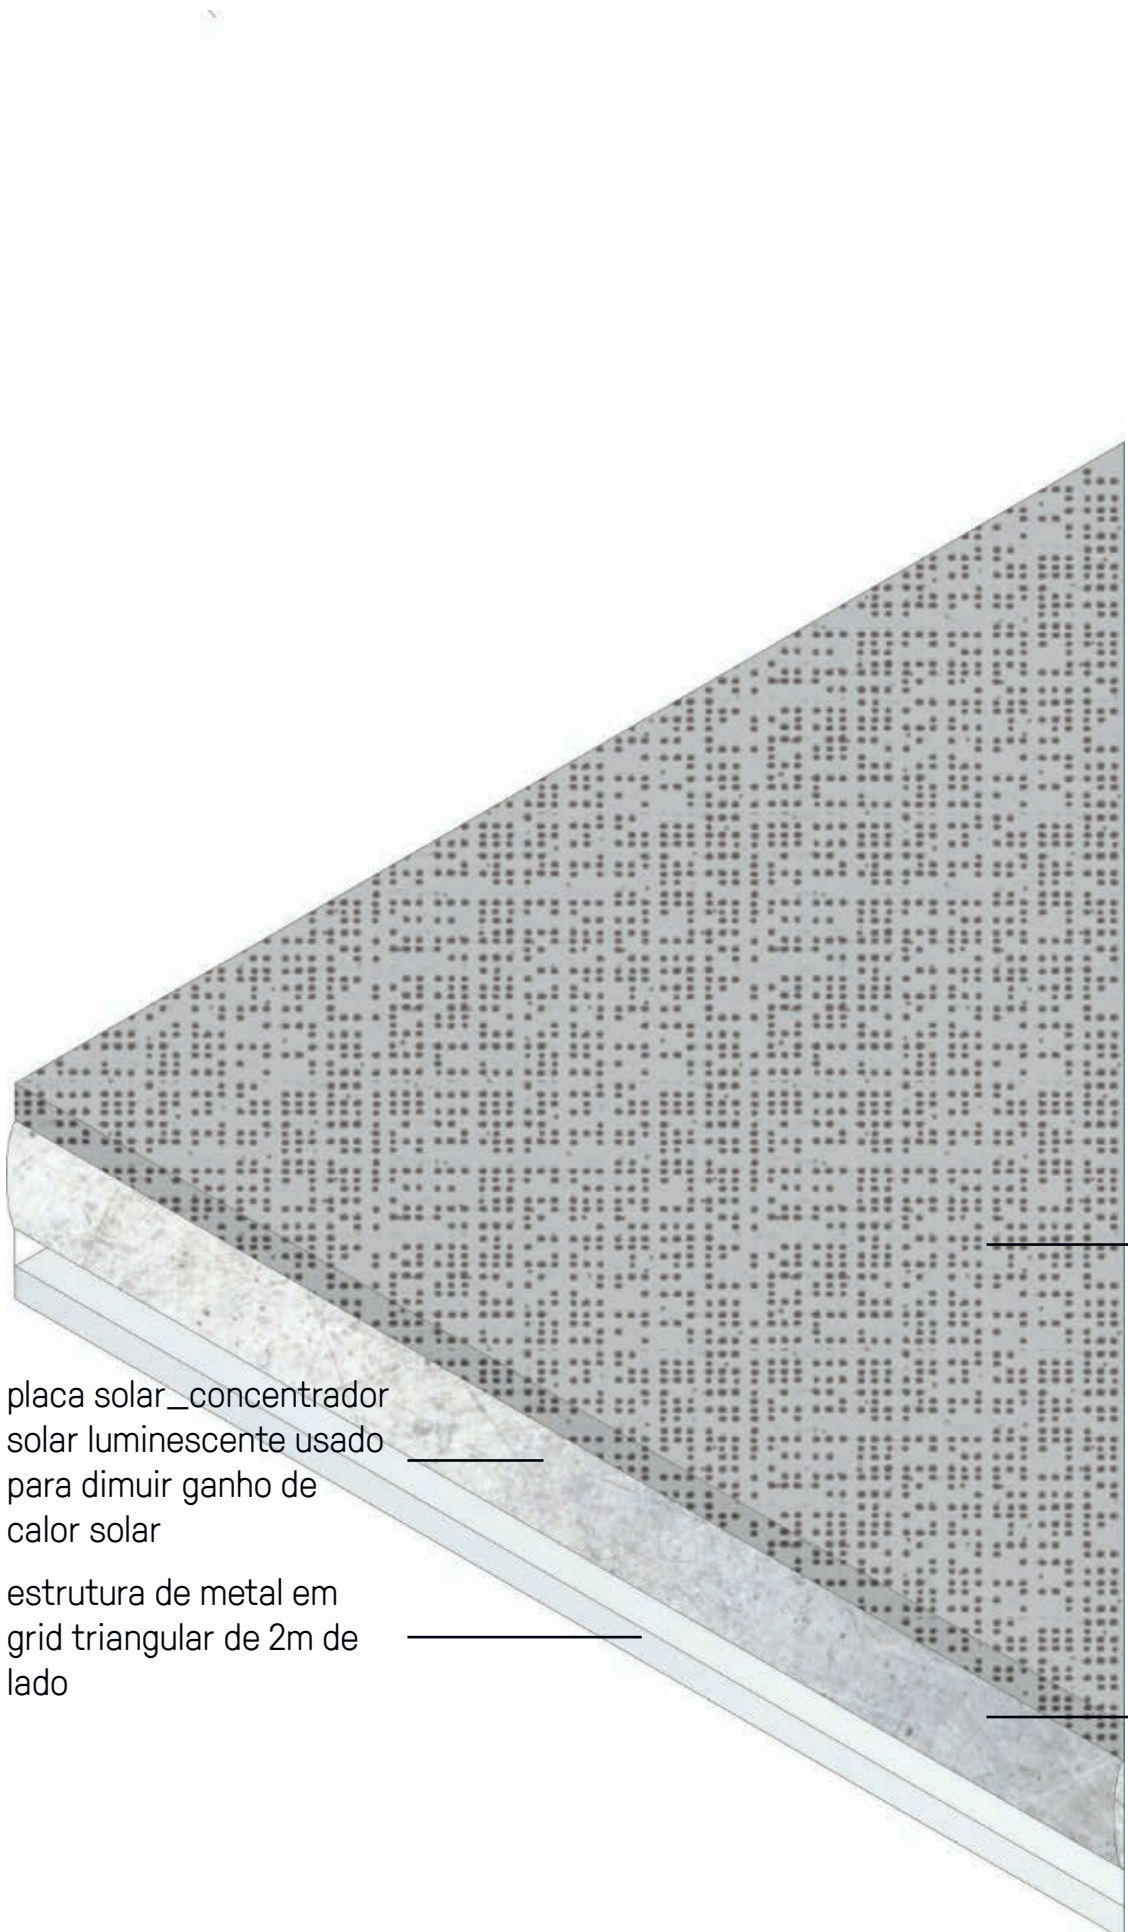 placa solar_concentrador
solar luminescente usado
para dimuir ganho de
calor solar
estrutura de metal em
grid triangular de 2m de
lado